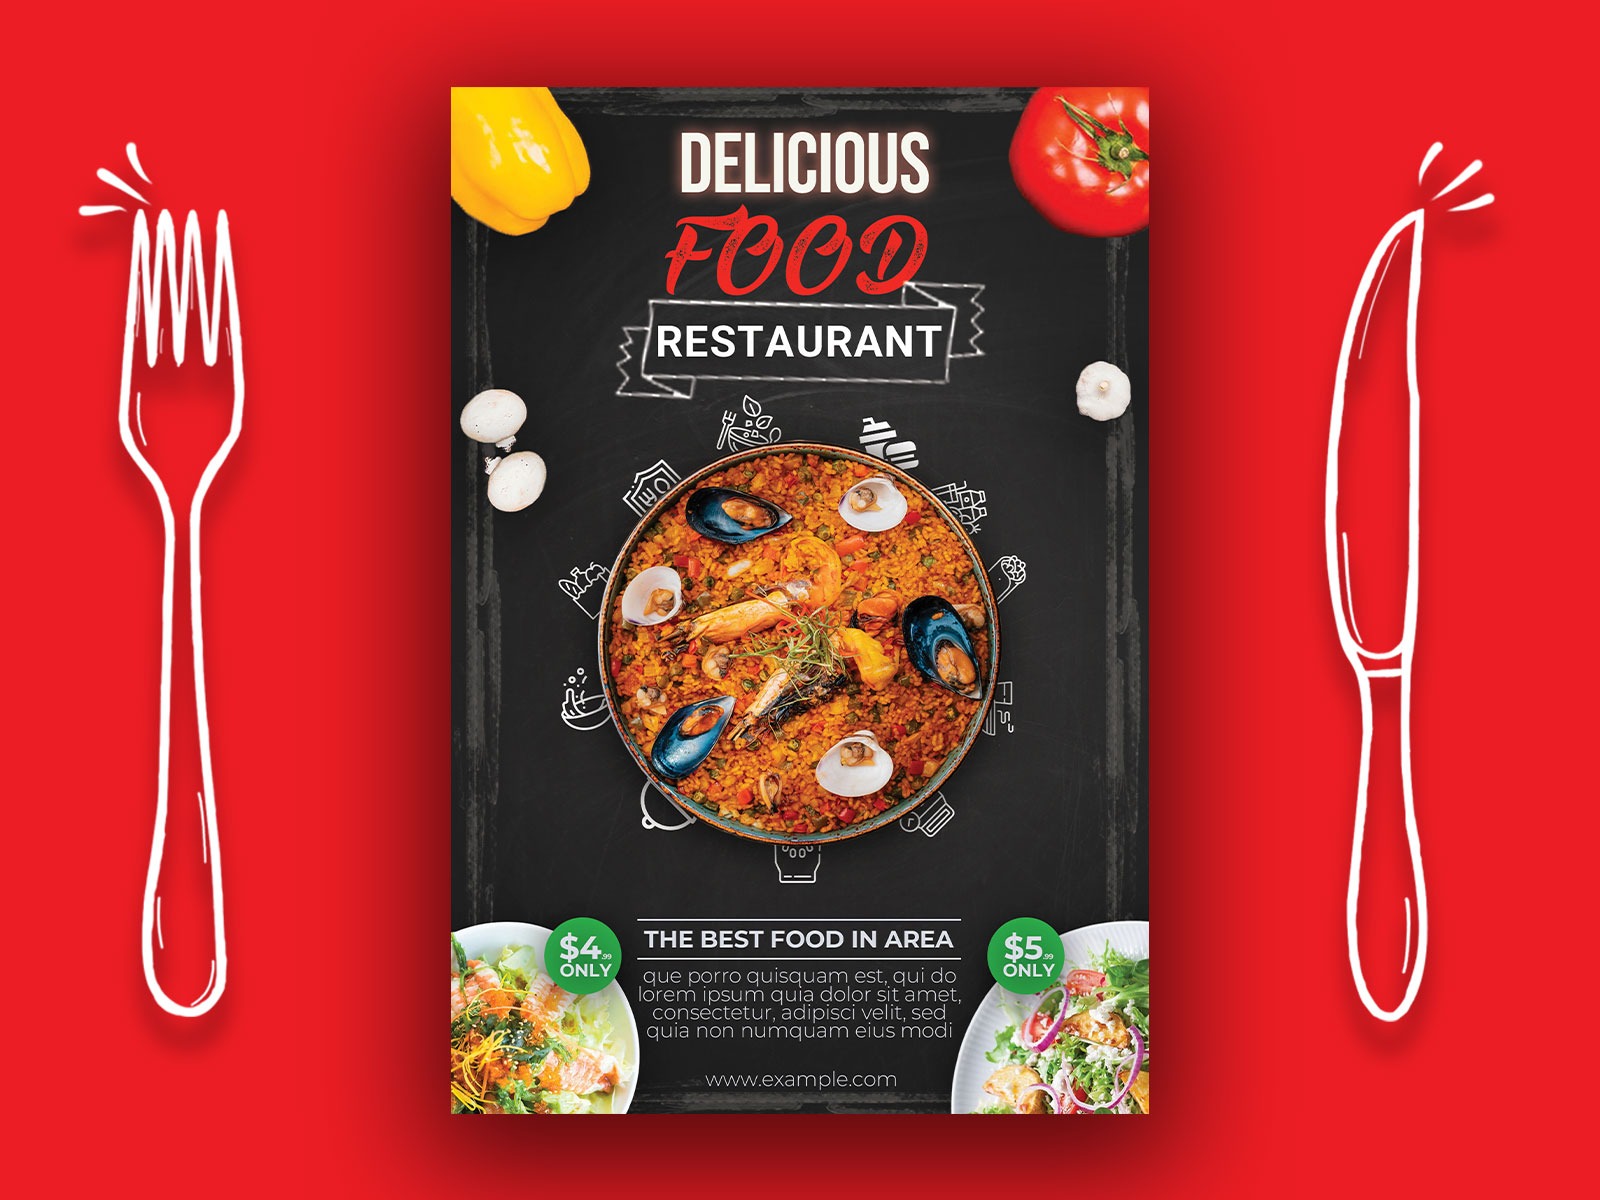 DELICIOUS
FOOD
RESTAURANT
$4.99
ONLY
THE BEST FOOD IN AREA
$5.99
ONLY
que porro quisquam est, qui do
lorem ipsum quia dolor sit amet,
consectetur, adipisci velit, sed
quia non numquam eius modi
www.example.com